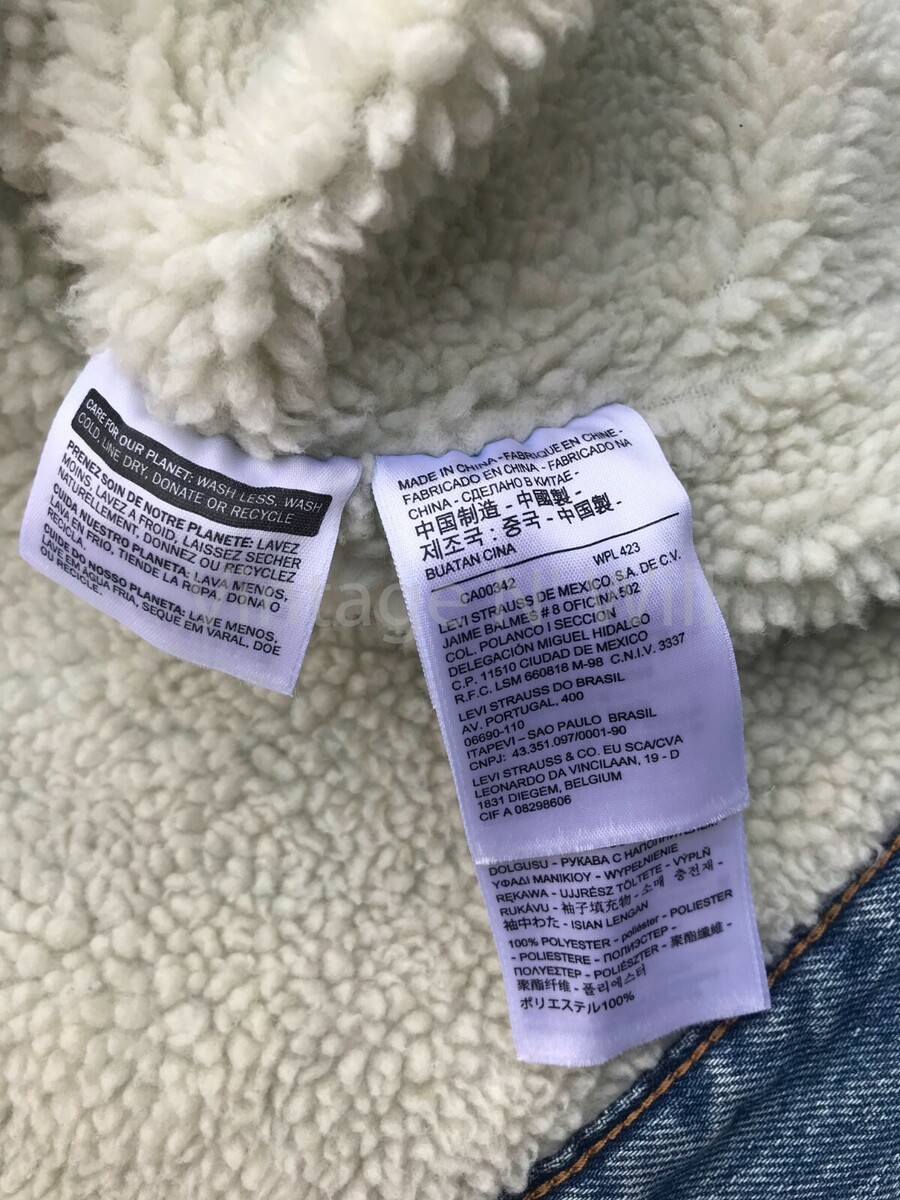 CARE FOR OUR PLANET: WASH LESS, WASH
COLD, LINE DRY, DONATE OR RECYCLE
PRENEZ SOIN DE NOTRE PLANETE: LAVEZ
MOINS, LAVEZ À FROID, LAISSEZ SÉCHER
NATURELLEMENT, DONNEZ OU RECYCLEZ
CUIDA NUESTRO PLANETA: LAVA MENOS,
LAVA EN FRIO, TIENDE LA ROPA, DONA O
RECICLA.
CUIDE DO NOSSO PLANETA: LAVE MENOS,
LAVE EM ÁGUA FRIA, SEQUE EM VARAL, DOE
OU RECICLE.
MADE IN CHINA - FABRIQUE EN CHINE -
FABRICADO EN CHINA - FABRICADO NA
CHINA - СДЕЛАНО В КИТАЕ -
中国制造 - 中國製 -
제조국 : 중국 - 中国製 -
BUATAN CINA
CA00342 WPL 423
LEVI STRAUSS DE MEXICO, S.A. DE C.V.
JAIME BALMES # 8 OFICINA 502
COL. POLANCO I SECCIÓN
DELEGACIÓN MIGUEL HIDALGO
C.P. 11510 CIUDAD DE MEXICO
R.F.C. LSM 660818 M-98 C.N.I.V. 3337
LEVI STRAUSS DO BRASIL
AV. PORTUGAL, 400
06690-110
ITAPEVI – SAO PAULO BRASIL
CNPJ: 43.351.097/0001-90
LEVI STRAUSS & CO. EU SCA/CVA
LEONARDO DA VINCILAAN, 19 - D
1831 DIEGEM, BELGIUM
CIF A 08298606
DOLGUSU - РУКАВА С НАПОЛНИТЕЛЕМ
ΥΦΑΔΙ ΜΑΝΙΚΙΟΥ - WYPEŁNIENIE
RĘKAWA - UJJRÉSZ TÖLTETE - VÝPLŇ
RUKÁVU - 袖子填充物 - 소매 충전재 -
袖中わた - ISIAN LENGAN
100% POLYESTER - poliéster - POLIESTER
- POLIESTERE - ПОЛИЭСТЕР -
ΠΟΛΥΕΣΤΕΡ - POLIÉSZTER - 聚酯纖維 -
聚酯纤维 - 폴리에스터
ポリエステル100%